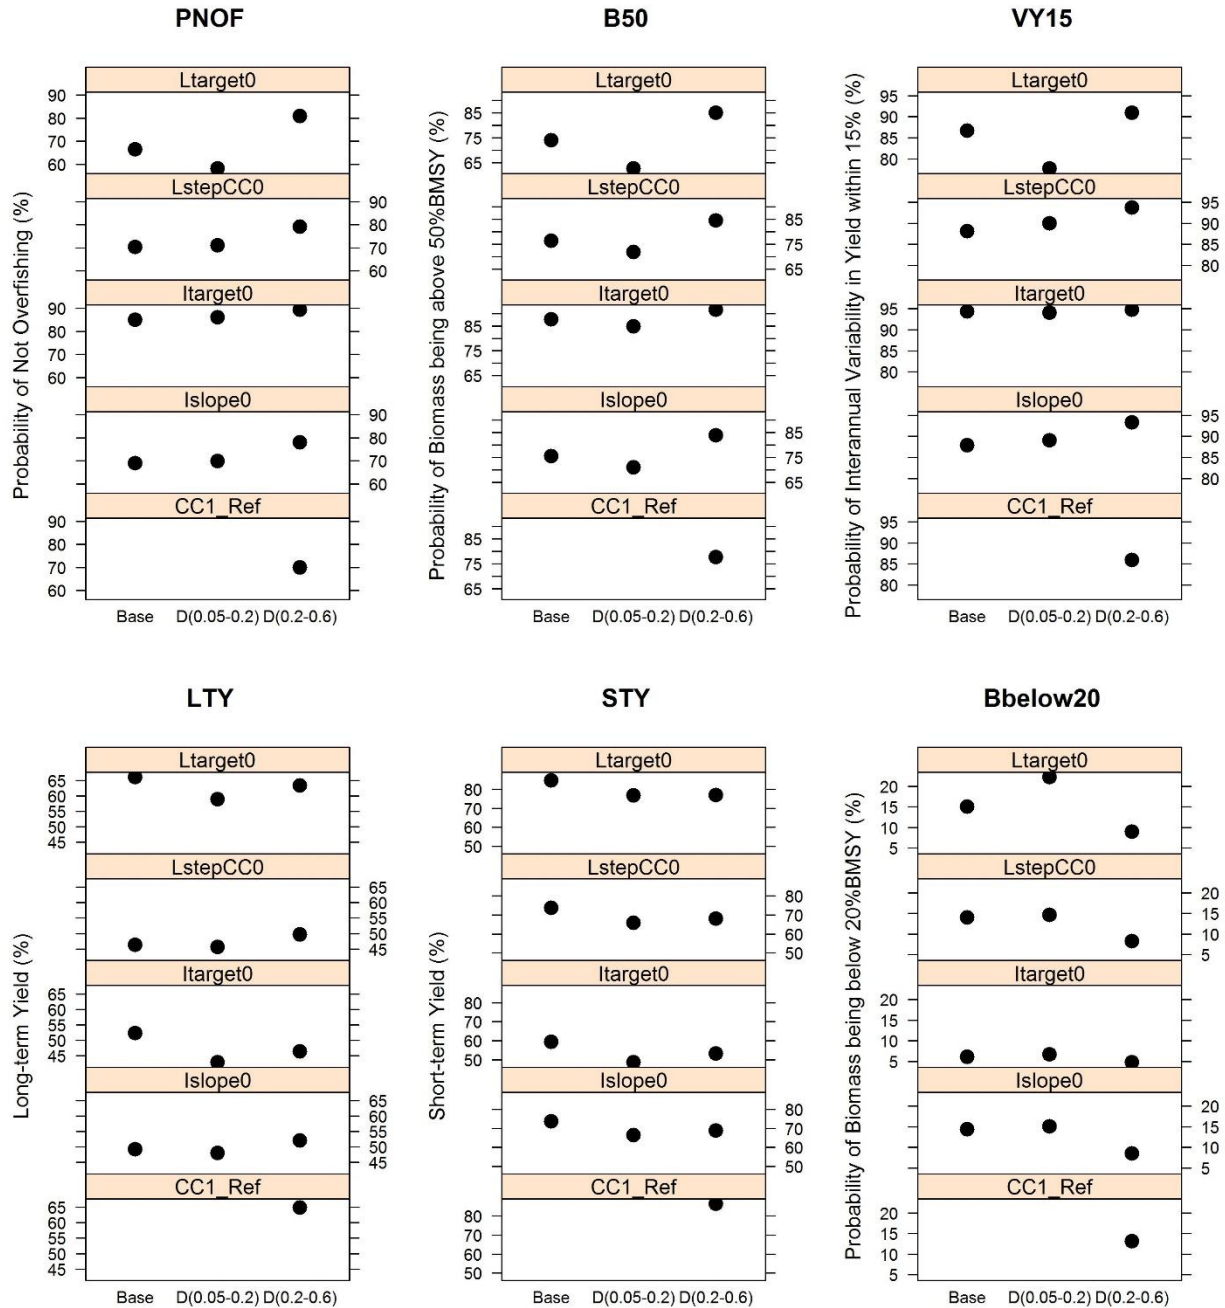 PNOF
B50
VY15
Probability of Not Overfishing (%)
Ltarget0
90
80
70
60
LstepCC0
90
80
70
60
Itarget0
90
80
70
60
Islope0
90
80
70
60
CC1_Ref
90
80
70
60
Base D(0.05-0.2) D(0.2-0.6)
Probability of Biomass being above 50%BMSY (%)
Ltarget0
85
75
65
LstepCC0
85
75
65
Itarget0
85
75
65
Islope0
85
75
65
CC1_Ref
85
75
65
Base D(0.05-0.2) D(0.2-0.6)
Probability of Interannual Variability in Yield within 15% (%)
Ltarget0
95
90
85
80
LstepCC0
95
90
85
80
Itarget0
95
90
85
80
Islope0
95
90
85
80
CC1_Ref
95
90
85
80
Base D(0.05-0.2) D(0.2-0.6)
LTY
STY
Bbelow20
Long-term Yield (%)
Ltarget0
65
60
55
50
45
LstepCC0
65
60
55
50
45
Itarget0
65
60
55
50
45
Islope0
65
60
55
50
45
CC1_Ref
65
60
55
50
45
Base D(0.05-0.2) D(0.2-0.6)
Short-term Yield (%)
Ltarget0
80
70
60
50
LstepCC0
80
70
60
50
Itarget0
80
70
60
50
Islope0
80
70
60
50
CC1_Ref
80
70
60
50
Base D(0.05-0.2) D(0.2-0.6)
Probability of Biomass being below 20%BMSY (%)
Ltarget0
20
15
10
5
LstepCC0
20
15
10
5
Itarget0
20
15
10
5
Islope0
20
15
10
5
CC1_Ref
20
15
10
5
Base D(0.05-0.2) D(0.2-0.6)